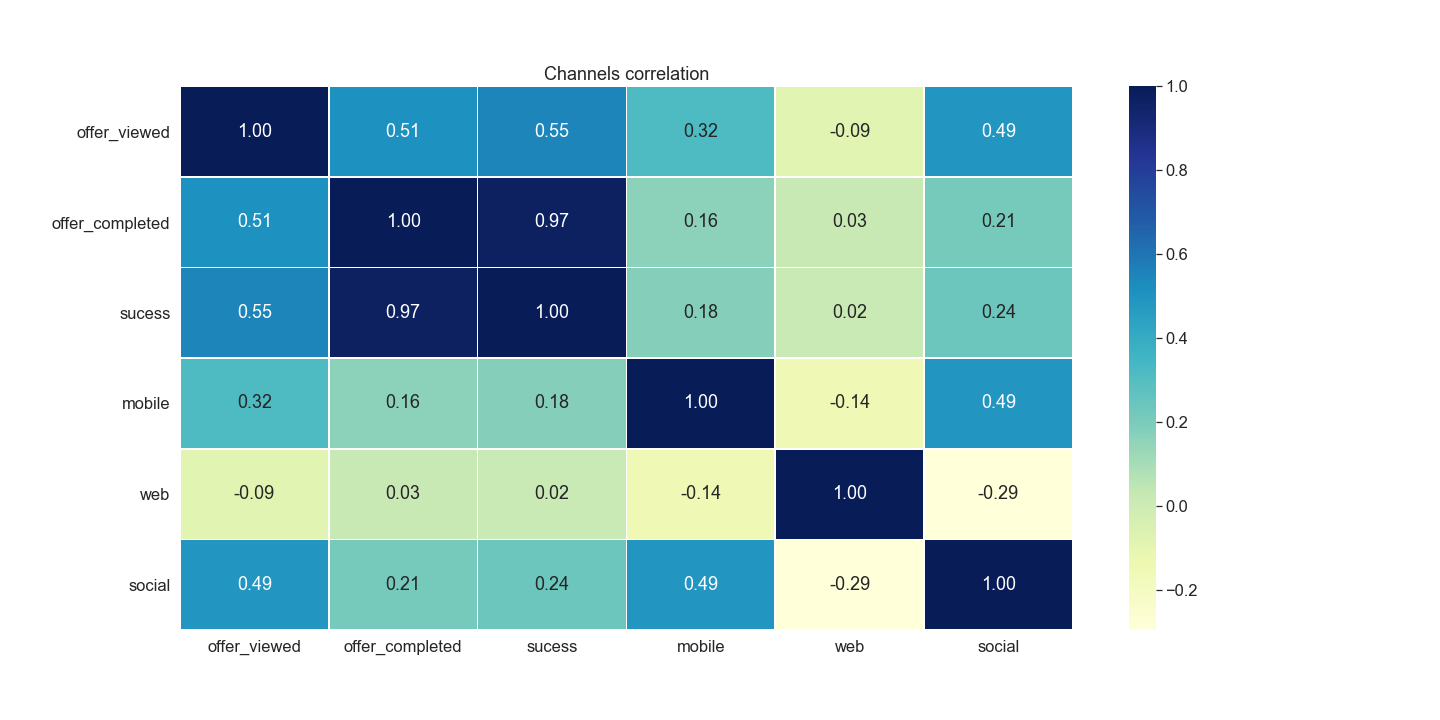 Channels correlation
offer_viewed 1.00 0.51 0.55 0.32 -0.09 0.49
offer_completed 0.51 1.00 0.97 0.16 0.03 0.21
sucess 0.55 0.97 1.00 0.18 0.02 0.24
mobile 0.32 0.16 0.18 1.00 -0.14 0.49
web -0.09 0.03 0.02 -0.14 1.00 -0.29
social 0.49 0.21 0.24 0.49 -0.29 1.00
offer_viewed offer_completed sucess mobile web social
1.0
0.8
0.6
0.4
0.2
0.0
−0.2